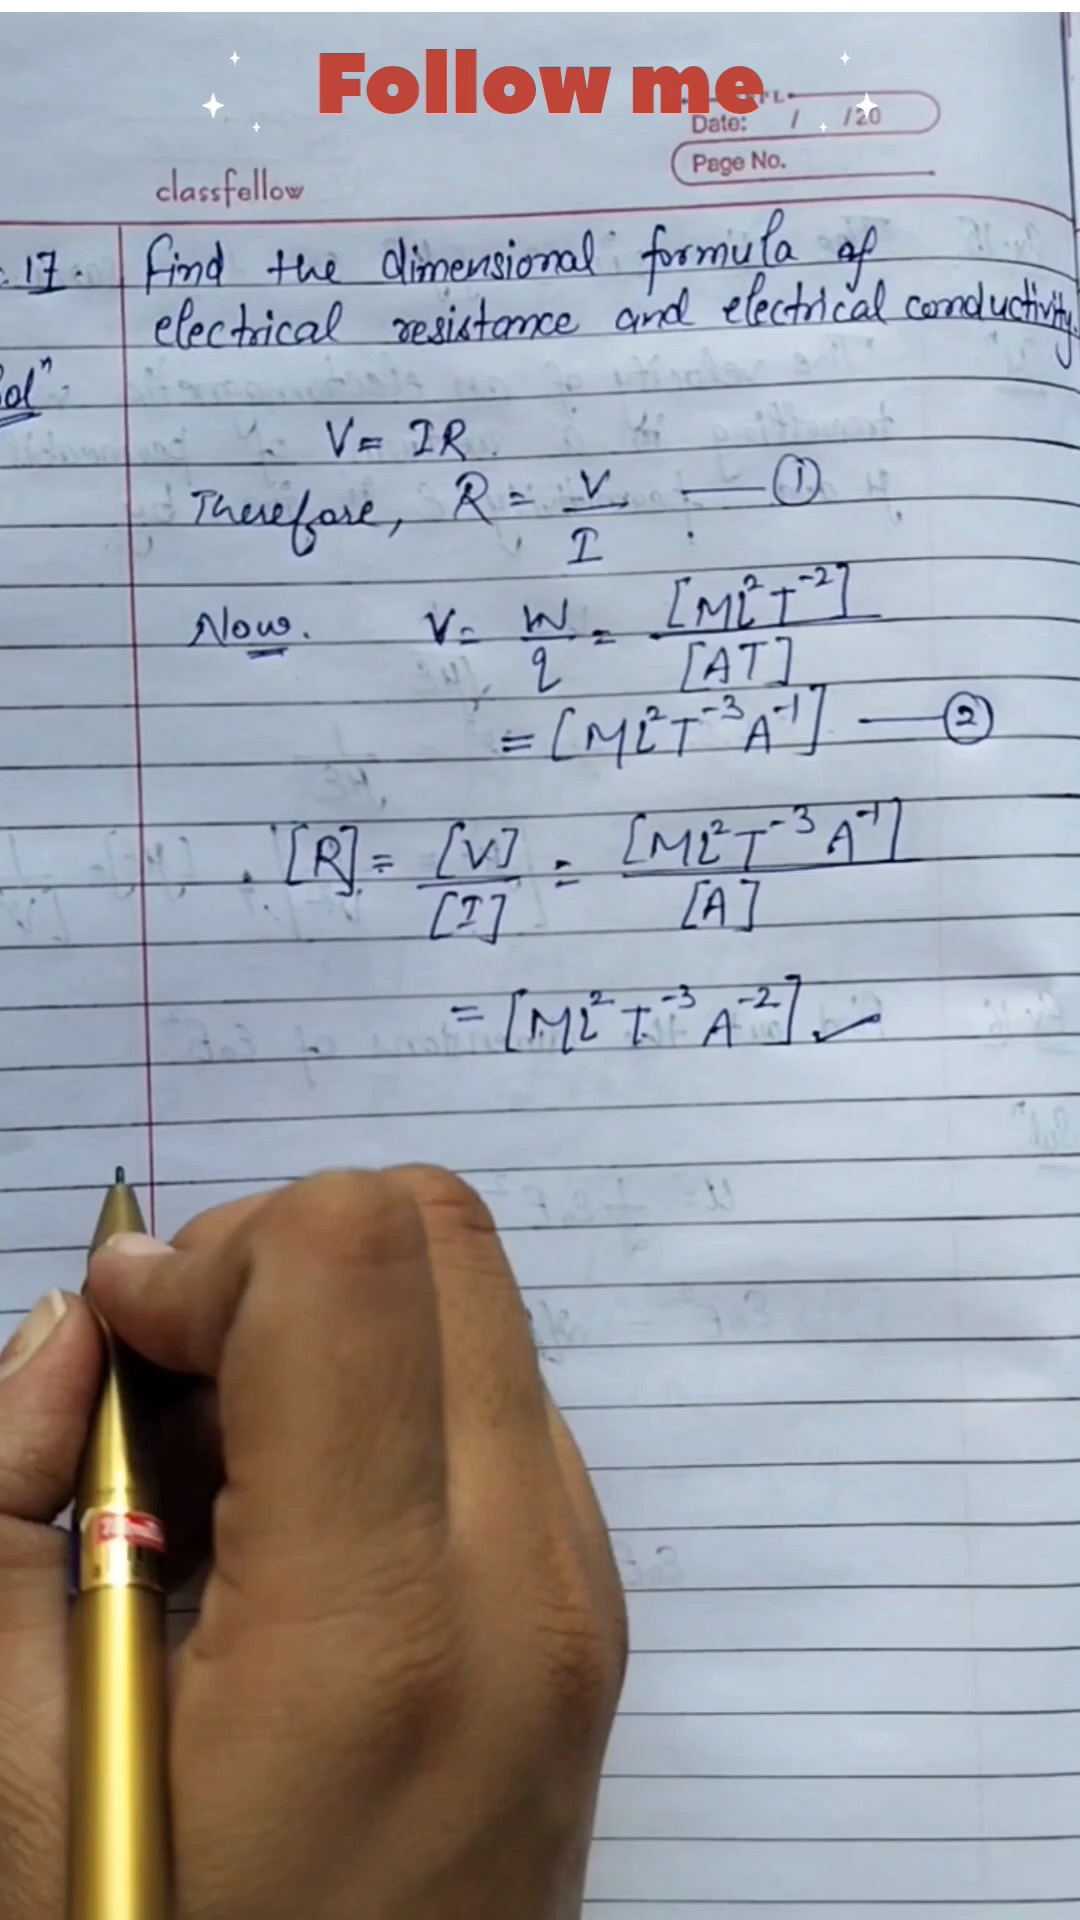 Follow me
Date: / /20
Page No.
classfellow
17. Find the dimensional formula of
electrical resistance and electrical conductivity.
Solⁿ
V = IR.
Therefore, R = V/I — ①
Now. V = W/q = [ML²T⁻²]/[AT]
= [ML²T⁻³A⁻¹] — ②
[R] = [V]/[I] = [ML²T⁻³A⁻¹]/[A]
= [ML²T⁻³A⁻²] ✓